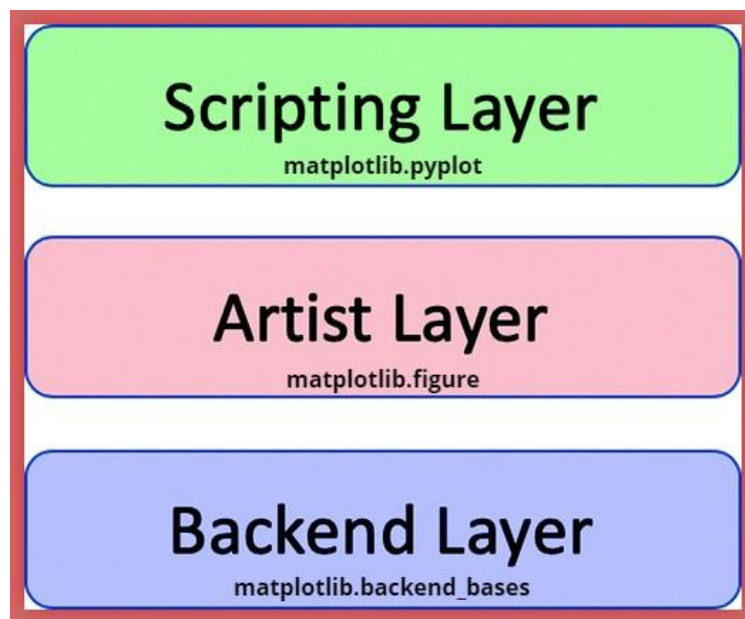 Scripting Layer
matplotlib.pyplot
Artist Layer
matplotlib.figure
Backend Layer
matplotlib.backend_bases